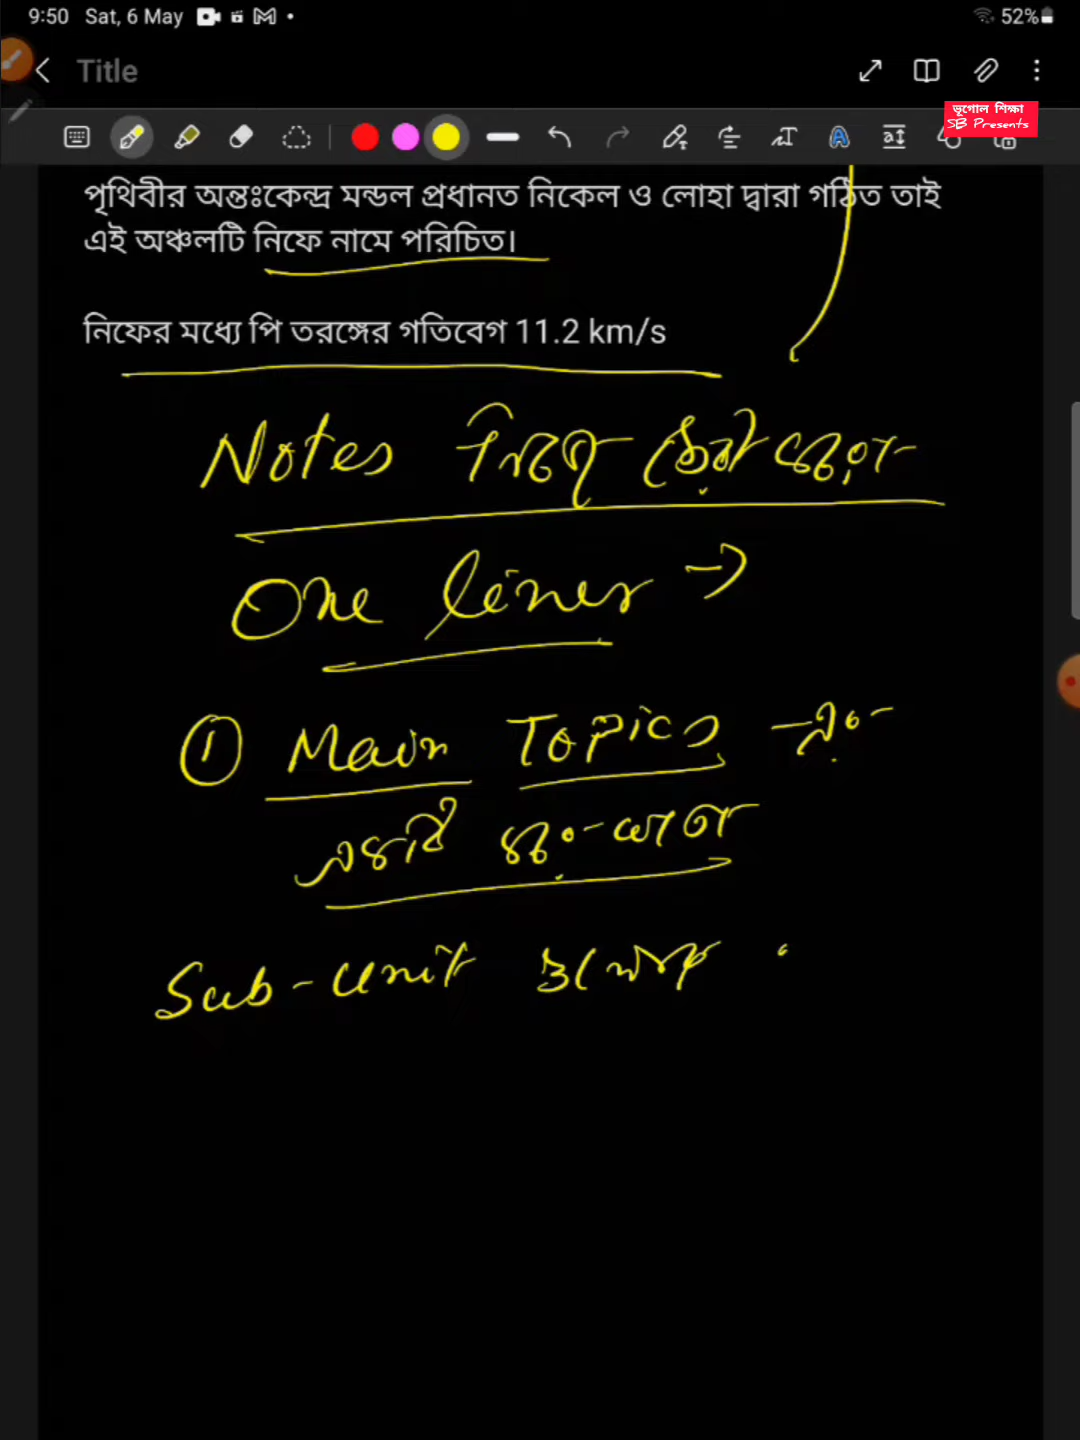 9:50 Sat, 6 May
52%
Title
ভূগোল শিক্ষা
SB Presents
পৃথিবীর অন্তঃকেন্দ্র মন্ডল প্রধানত নিকেল ও লোহা দ্বারা গঠিত তাই
এই অঞ্চলটি নিফে নামে পরিচিত।
নিফের মধ্যে পি তরঙ্গের গতিবেগ 11.2 km/s
Notes
One liner →
① Main Topics
Sub-unit